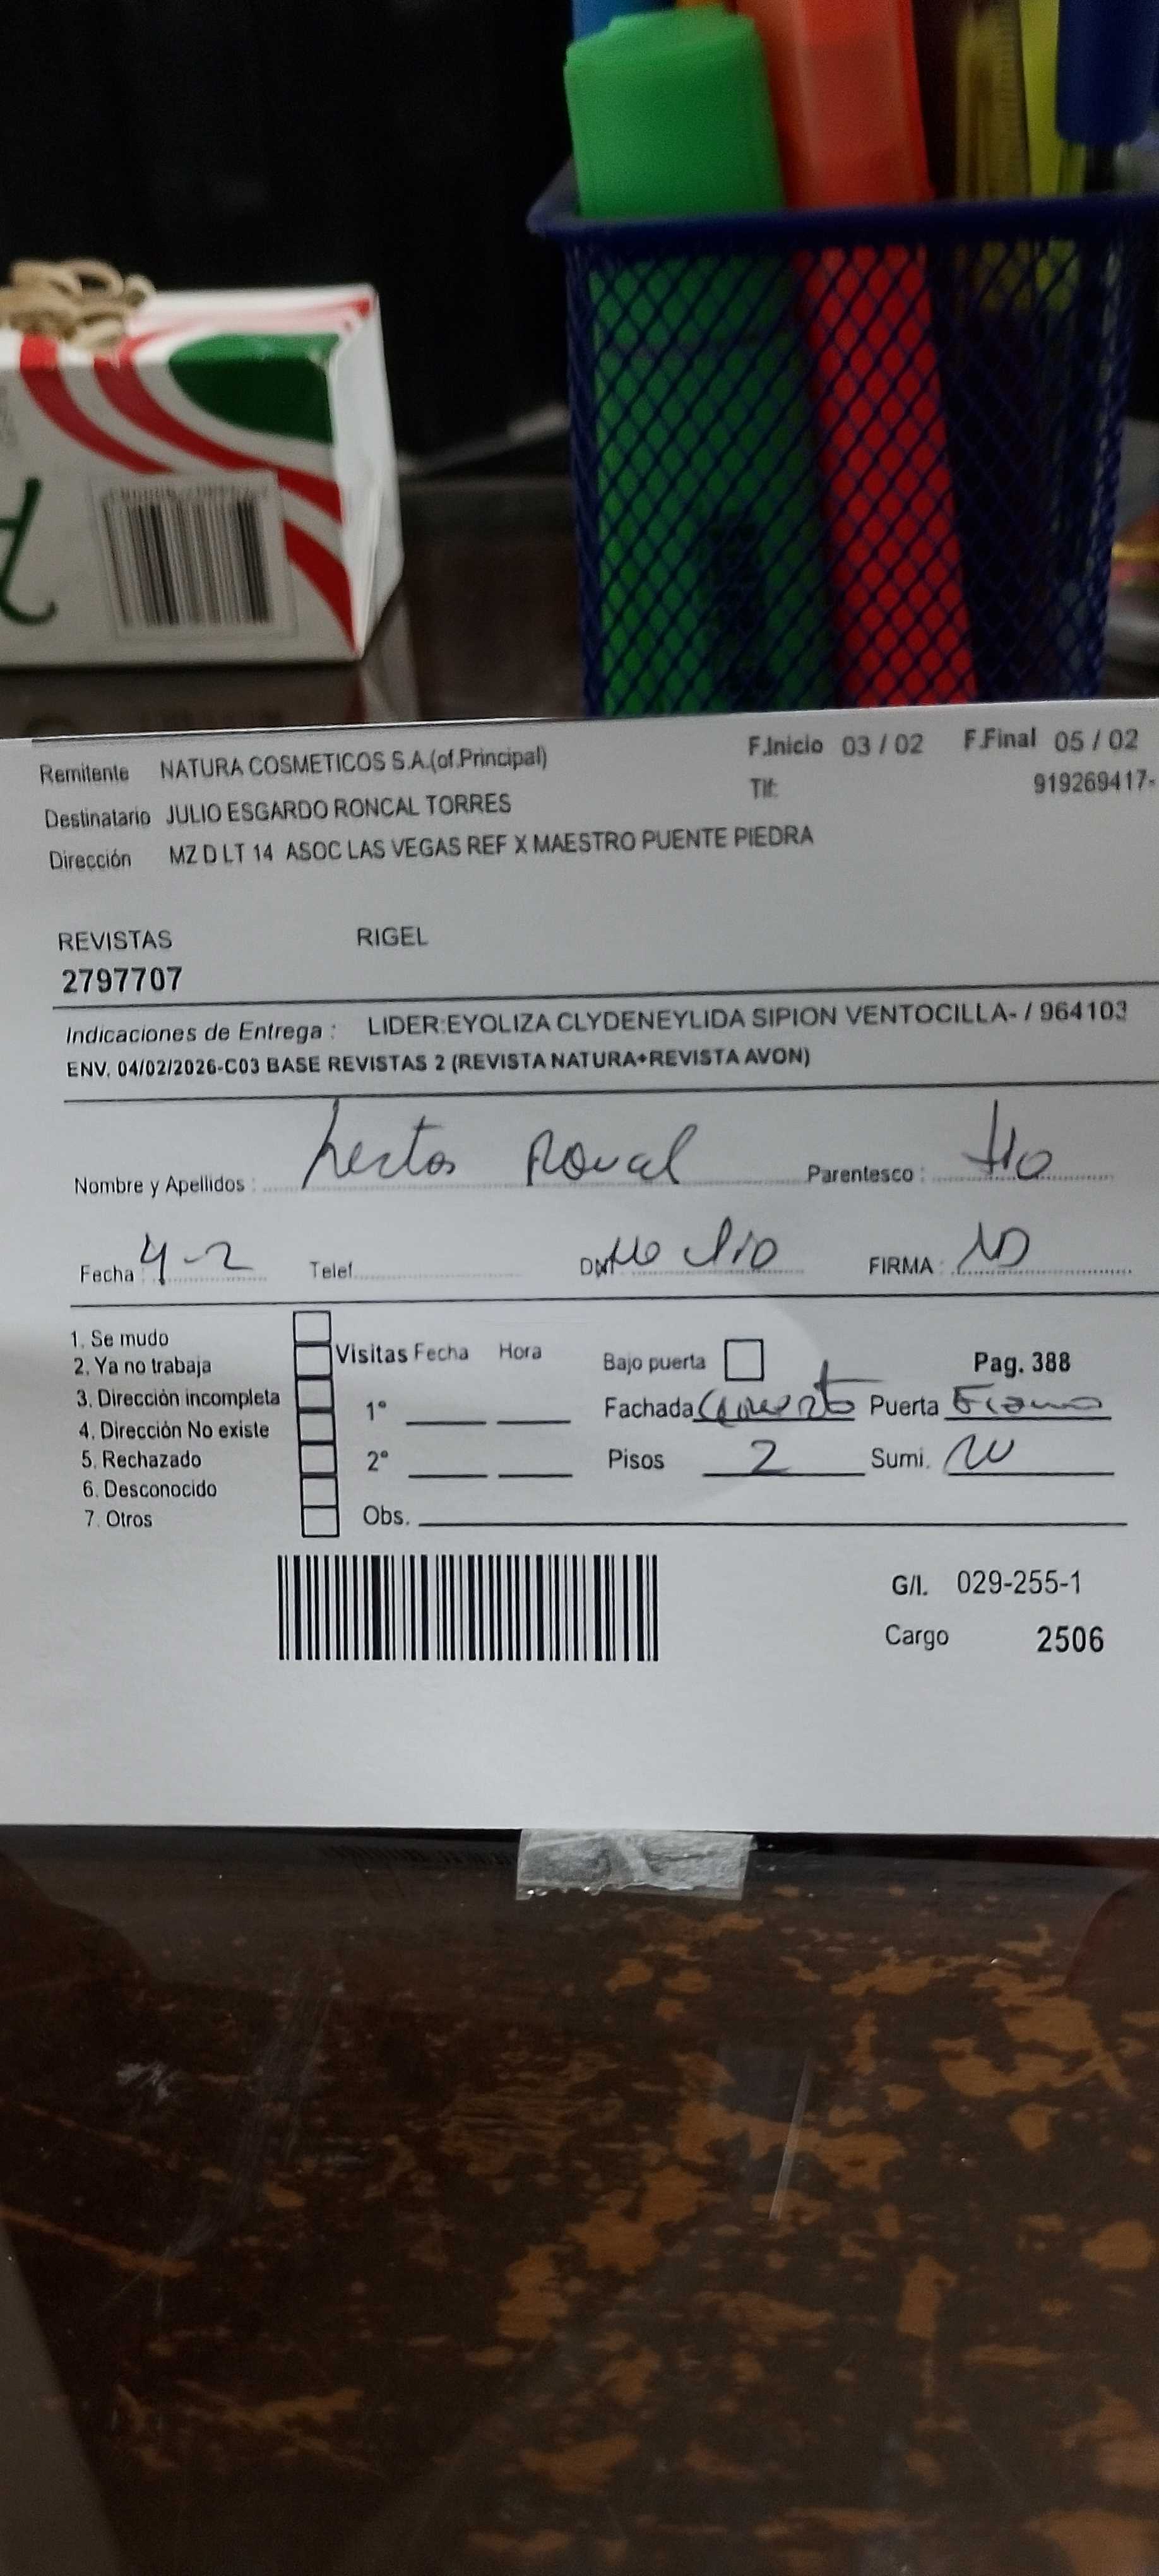 Remitente NATURA COSMETICOS S.A.(of.Principal) F.Inicio 03 / 02 F.Final 05 / 02
Tlf: 919269417-
Destinatario JULIO ESGARDO RONCAL TORRES
Dirección MZ D LT 14 ASOC LAS VEGAS REF X MAESTRO PUENTE PIEDRA
REVISTAS RIGEL
2797707
Indicaciones de Entrega : LIDER:EYOLIZA CLYDENEYLIDA SIPION VENTOCILLA- / 964103
ENV. 04/02/2026-C03 BASE REVISTAS 2 (REVISTA NATURA+REVISTA AVON)
Nombre y Apellidos : Parentesco :
Fecha : 4-2 Telef. DNI FIRMA :
1. Se mudo
2. Ya no trabaja Visitas Fecha Hora Bajo puerta Pag. 388
3. Dirección incompleta 1° Fachada Puerta
4. Dirección No existe
5. Rechazado 2° Pisos 2 Sumi.
6. Desconocido
7. Otros Obs.
G/I. 029-255-1
Cargo 2506